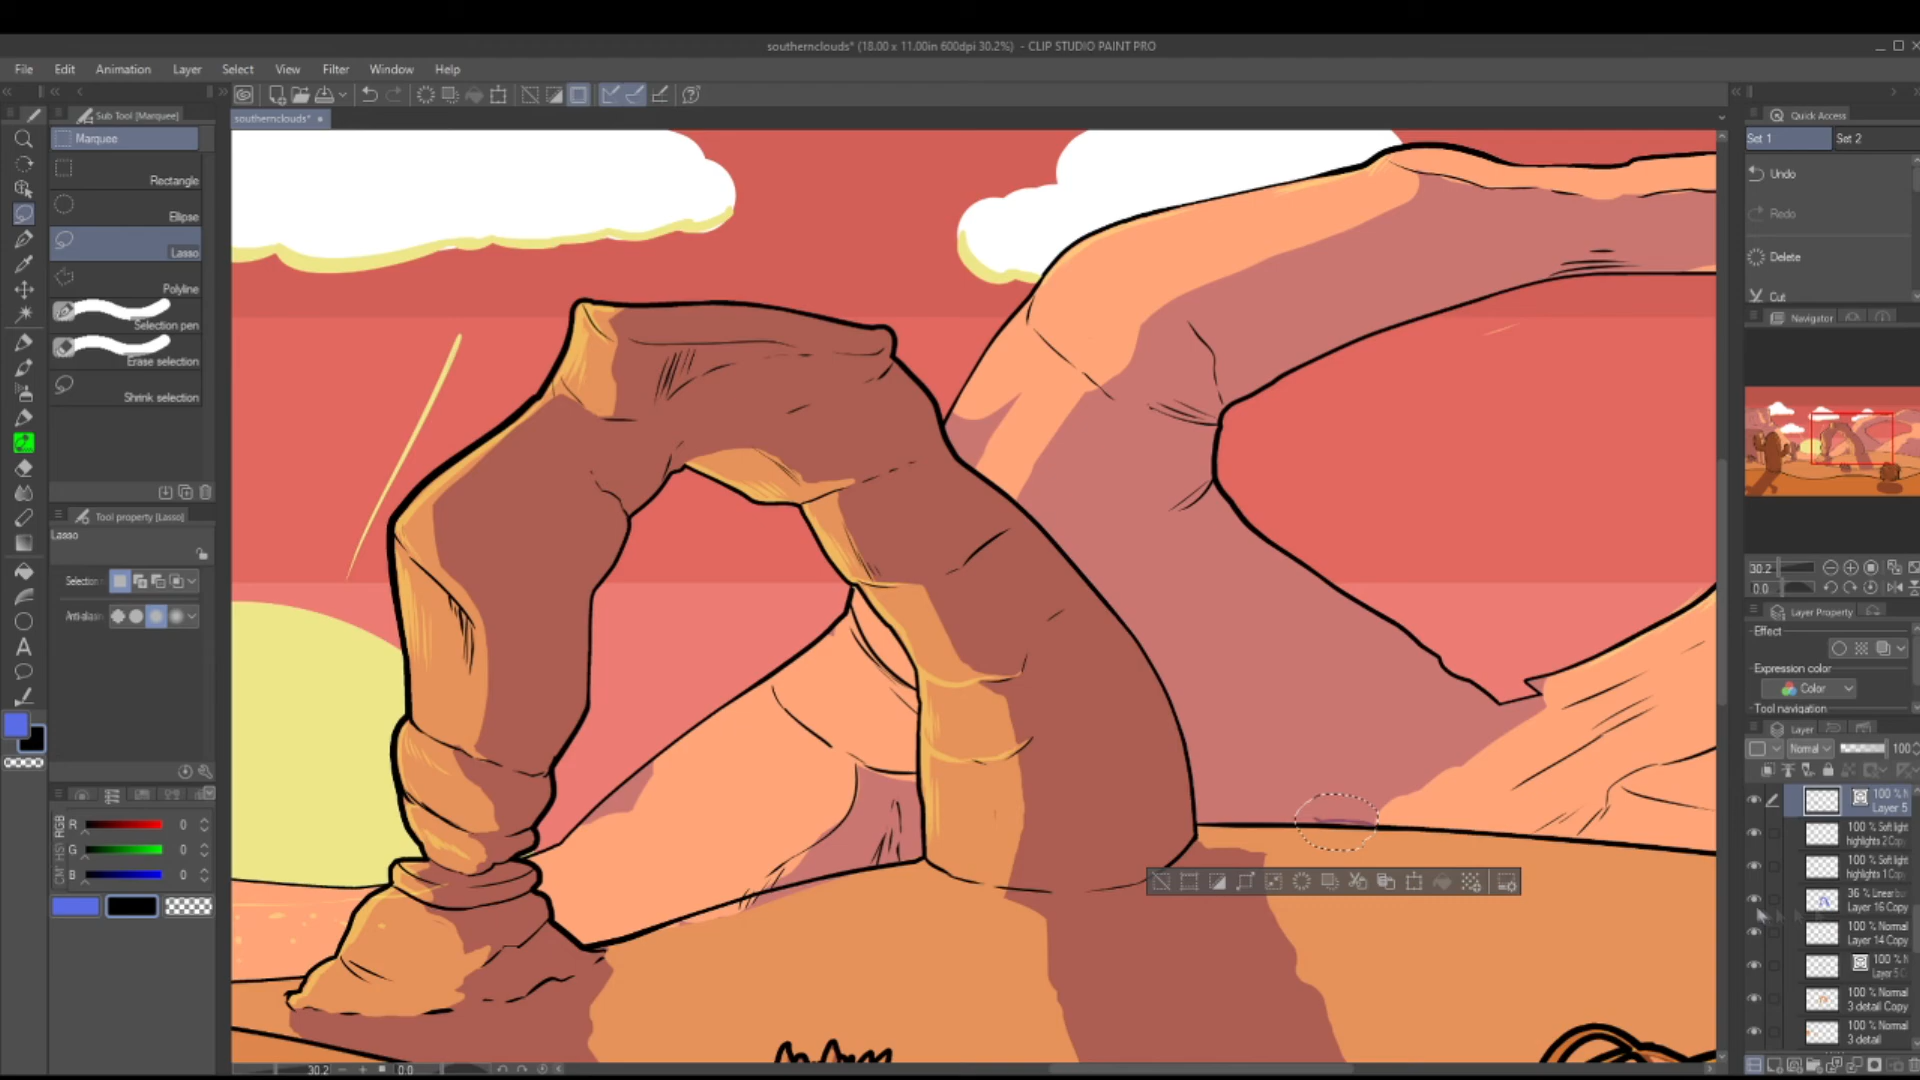 southernclouds* (18.00 x 11.00in 600dpi 30.2%) - CLIP STUDIO PAINT PRO
File Edit Animation Layer Select View Filter Window Help
Sub Tool [Marquee]
southernclouds*
Marquee
Rectangle
Ellipse
Lasso
Polyline
Selection pen
Erase selection
Shrink selection
Tool property [Lasso]
Lasso
Selection
Anti-alias
RGB
R 0
G 0
B 0
30.2 0.0
Quick Access
Set 1 Set 2
Undo
Redo
Delete
Cut
Navigator
30.2
0.0
Layer Property
Effect
Expression color
Color
Tool navigation
Layer
Normal 100
100 % N
Layer 5
100 % Soft light
highlights 2 Cop
100 % Soft light
highlights 1 Cop
36 % Linear bu
Layer 16 Copy
100 % Normal
Layer 14 Copy
100 % N
Layer 5 C
100 % Normal
3 detail Copy
100 % Normal
3 detail